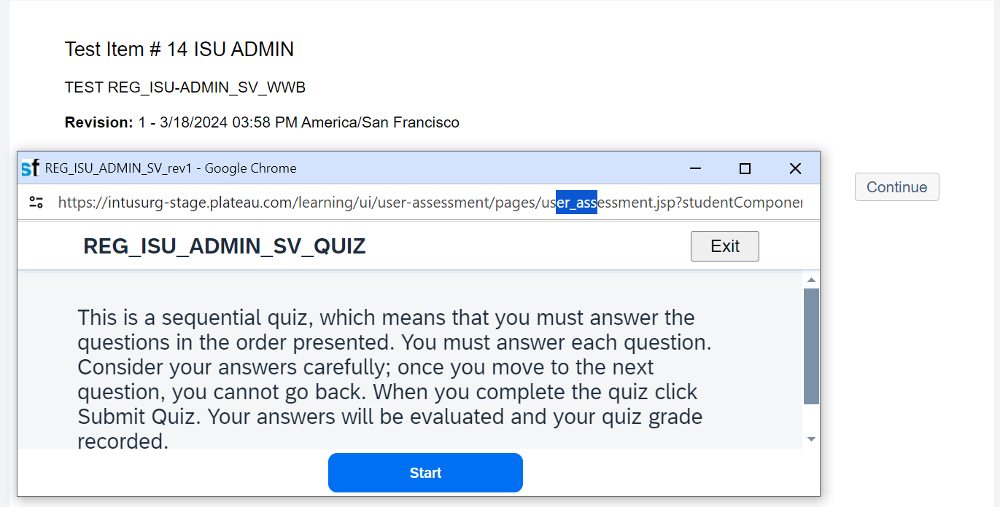 Test Item # 14 ISU ADMIN
TEST REG_ISU-ADMIN_SV_WWB
Revision: 1 - 3/18/2024 03:58 PM America/San Francisco
sf REG_ISU_ADMIN_SV_rev1 - Google Chrome
https://intusurg-stage.plateau.com/learning/ui/user-assessment/pages/user_assessment.jsp?studentComponen
Continue
REG_ISU_ADMIN_SV_QUIZ
Exit
This is a sequential quiz, which means that you must answer the
questions in the order presented. You must answer each question.
Consider your answers carefully; once you move to the next
question, you cannot go back. When you complete the quiz click
Submit Quiz. Your answers will be evaluated and your quiz grade
recorded.
Start